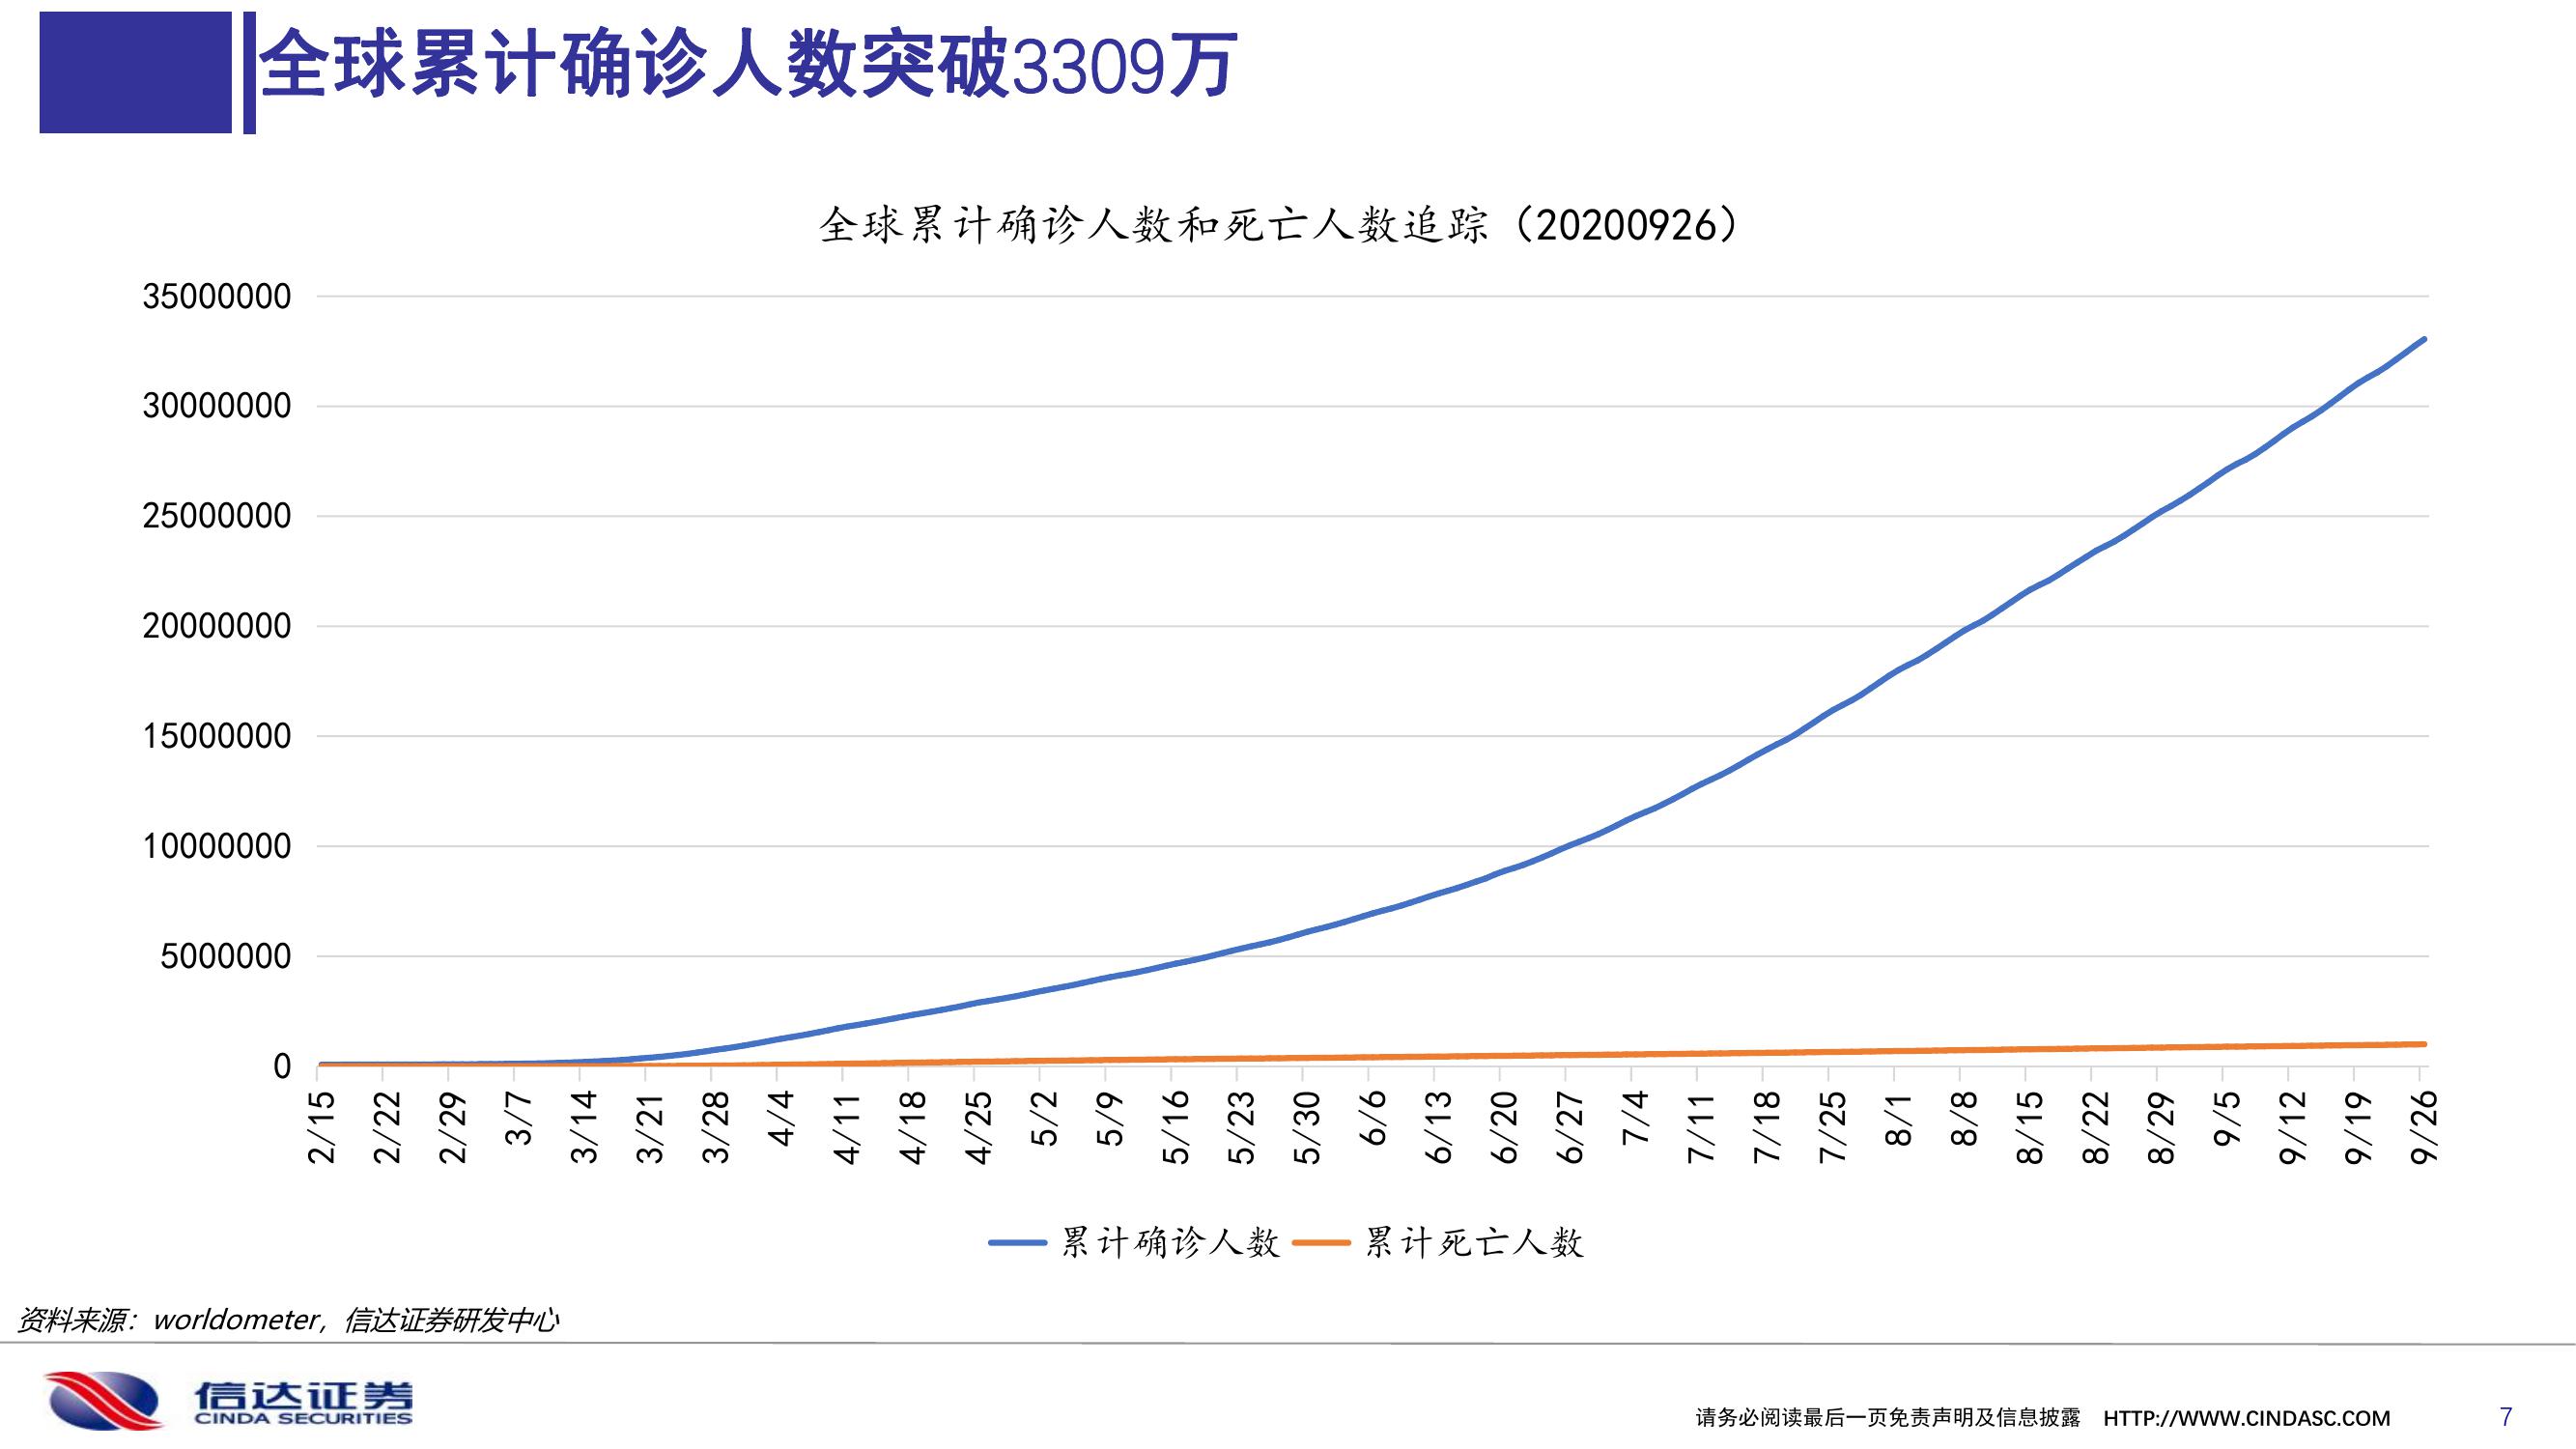 全球累计确诊人数突破3309万
全球累计确诊人数和死亡人数追踪（20200926）
35000000
30000000
25000000
20000000
15000000
10000000
5000000
0
2/15 2/22 2/29 3/7 3/14 3/21 3/28 4/4 4/11 4/18 4/25 5/2 5/9 5/16 5/23 5/30 6/6 6/13 6/20 6/27 7/4 7/11 7/18 7/25 8/1 8/8 8/15 8/22 8/29 9/5 9/12 9/19 9/26
累计确诊人数 累计死亡人数
资料来源：worldometer，信达证券研发中心
信达证券
CINDA SECURITIES
请务必阅读最后一页免责声明及信息披露 HTTP://WWW.CINDASC.COM 7